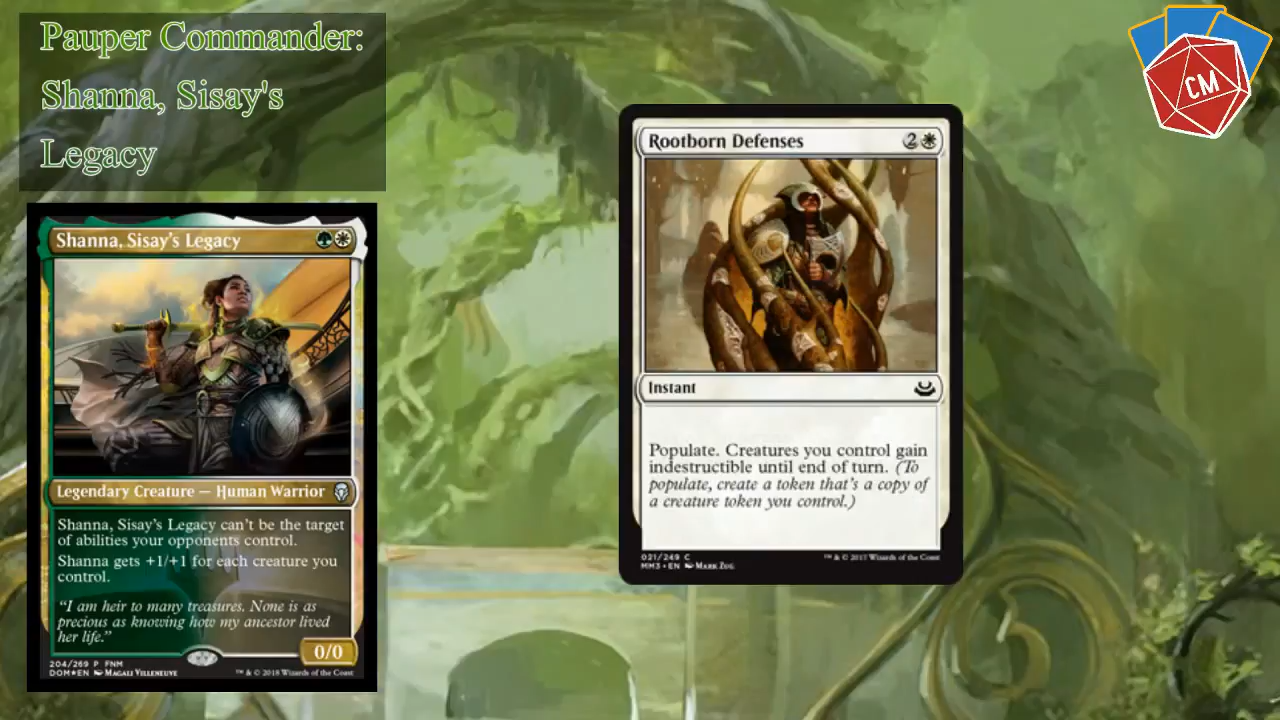 Pauper Commander:
Shanna, Sisay's
Legacy
CM
Shanna, Sisay's Legacy
Legendary Creature — Human Warrior
Shanna, Sisay's Legacy can't be the target
of abilities your opponents control.
Shanna gets +1/+1 for each creature you
control.
"I am heir to many treasures. None is as
precious as knowing how my ancestor lived
her life."
0/0
204/269 P FNM
DOM★EN Magali Villeneuve
™ & © 2018 Wizards of the Coast
Rootborn Defenses 2
Instant
Populate. Creatures you control gain
indestructible until end of turn. (To
populate, create a token that's a copy of
a creature token you control.)
021/249 C
MM3 • EN Mark Zug
™ & © 2017 Wizards of the Coast